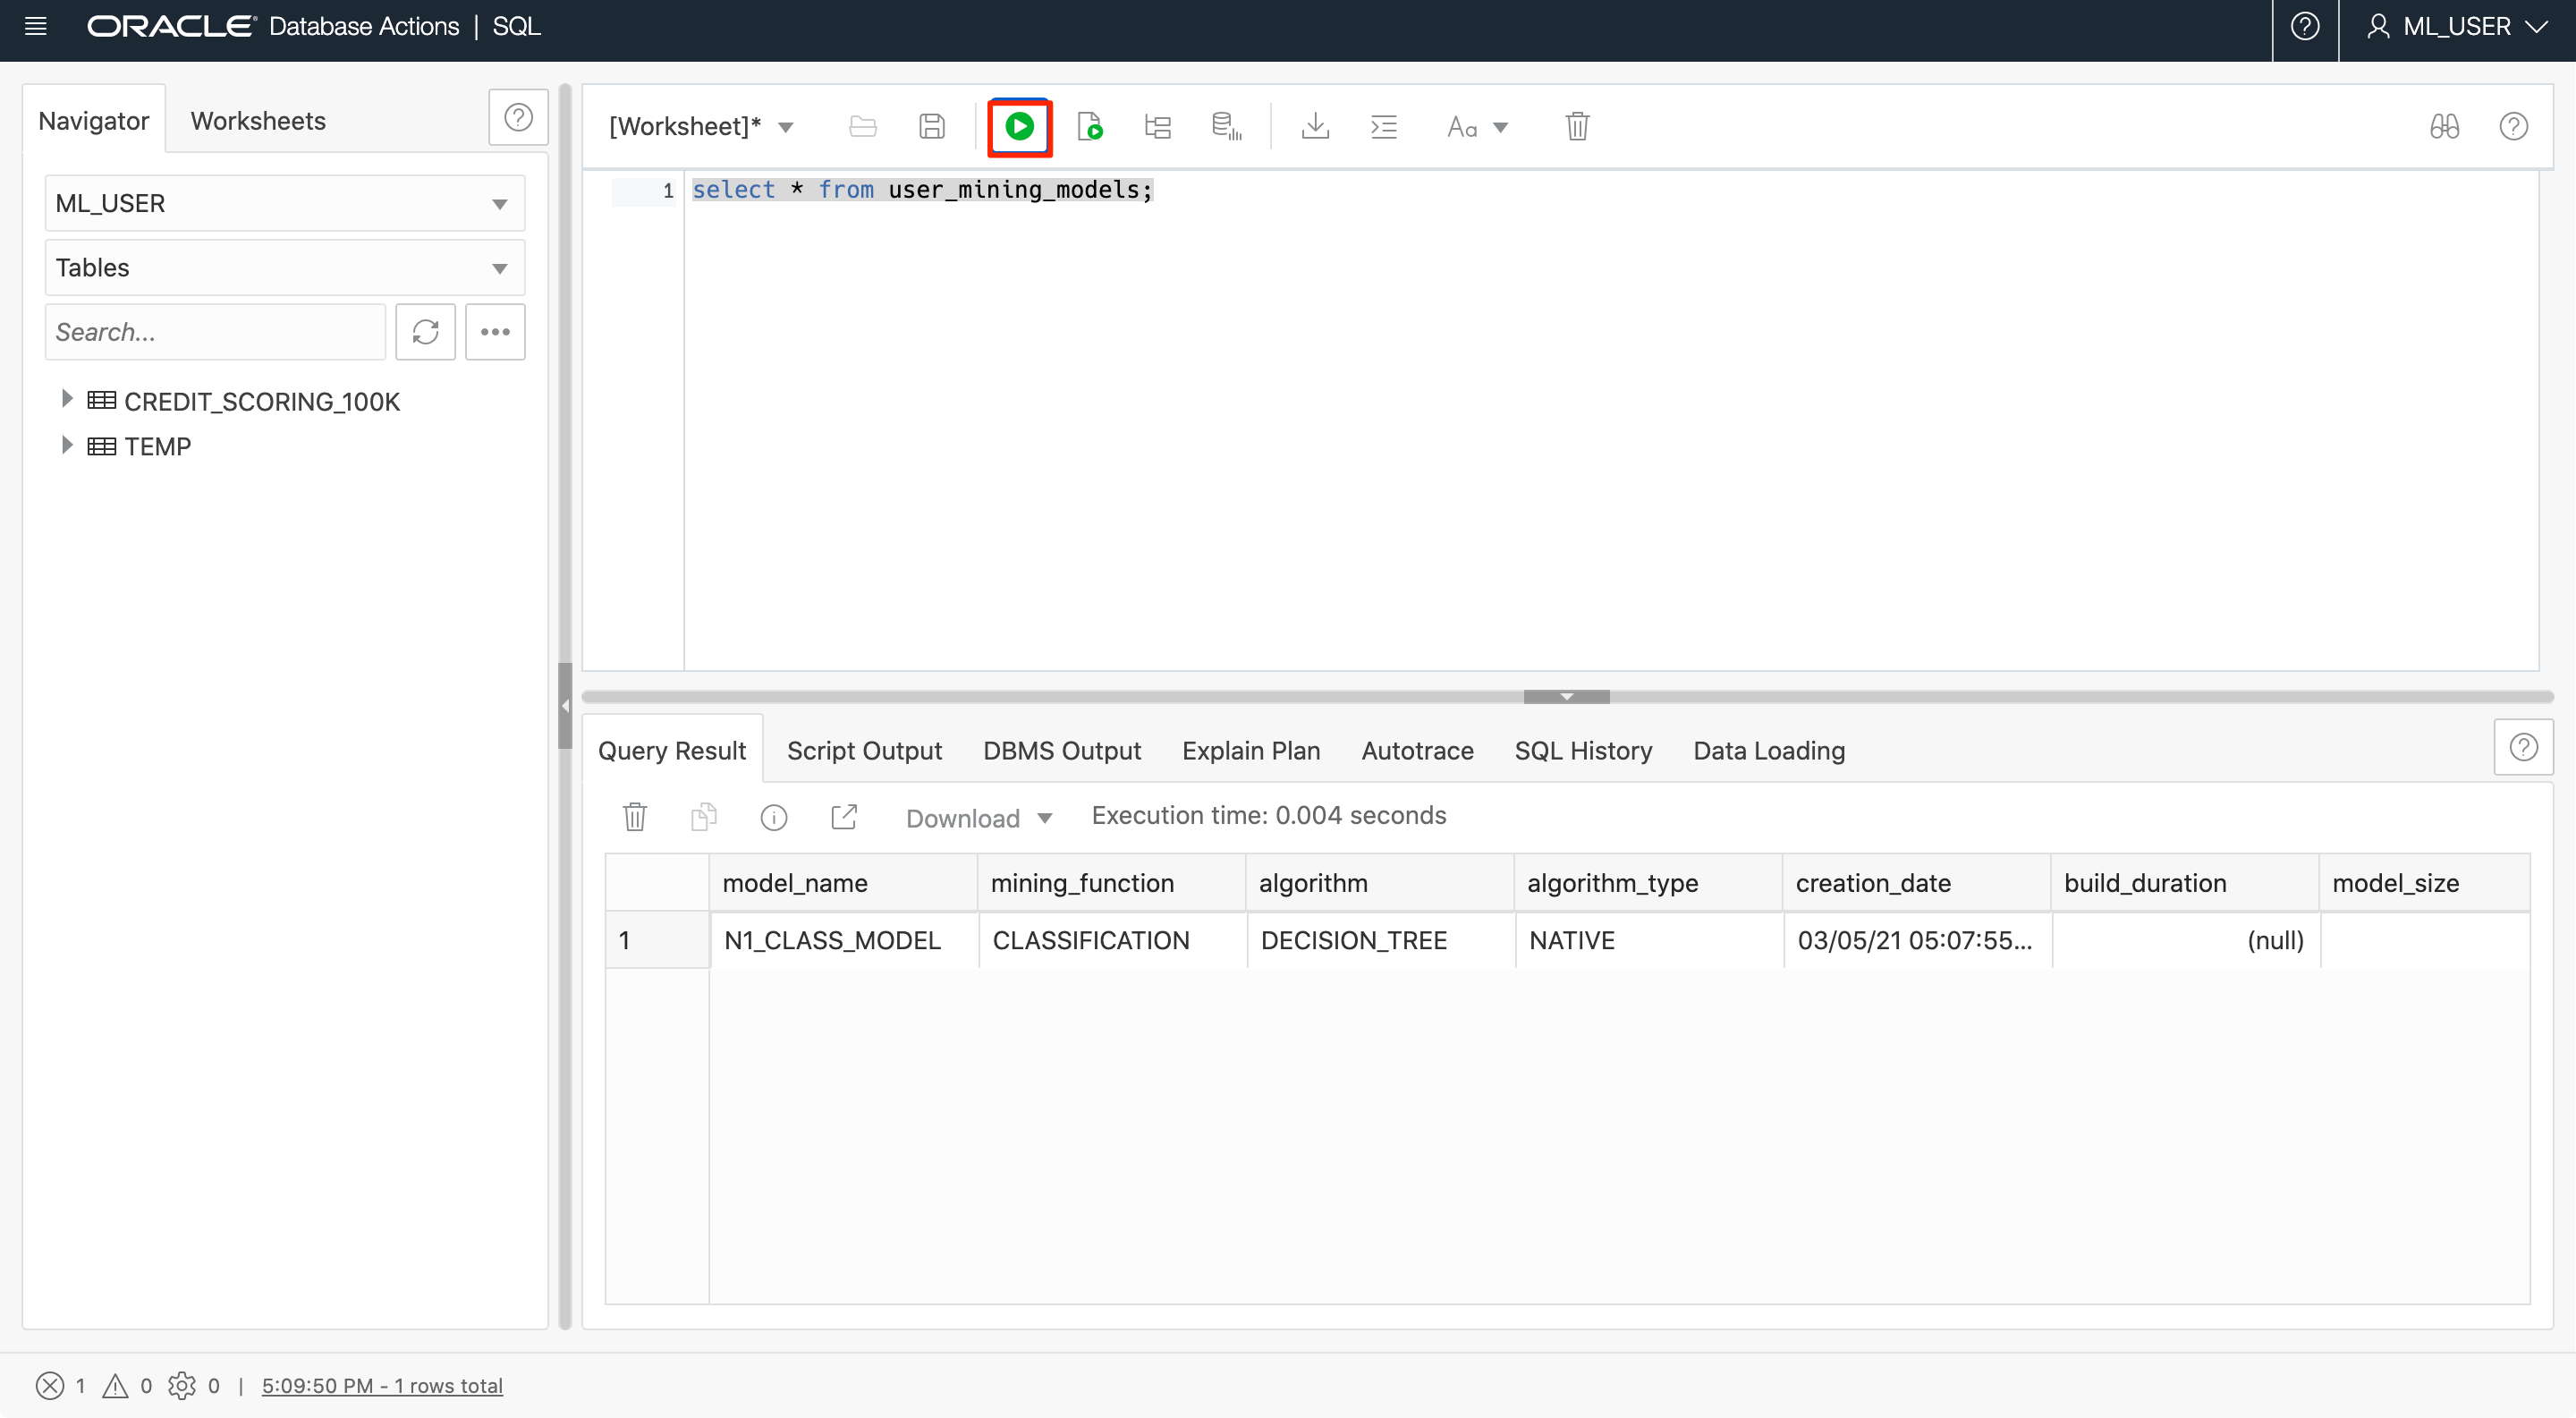 ORACLE Database Actions | SQL
ML_USER
Navigator
Worksheets
[Worksheet]*
Aa
ML_USER
Tables
Search...
CREDIT_SCORING_100K
TEMP
1 select * from user_mining_models;
Query Result Script Output DBMS Output Explain Plan Autotrace SQL History Data Loading
Download Execution time: 0.004 seconds
model_name mining_function algorithm algorithm_type creation_date build_duration model_size
1 N1_CLASS_MODEL CLASSIFICATION DECISION_TREE NATIVE 03/05/21 05:07:55... (null)
1 0 0 | 5:09:50 PM - 1 rows total